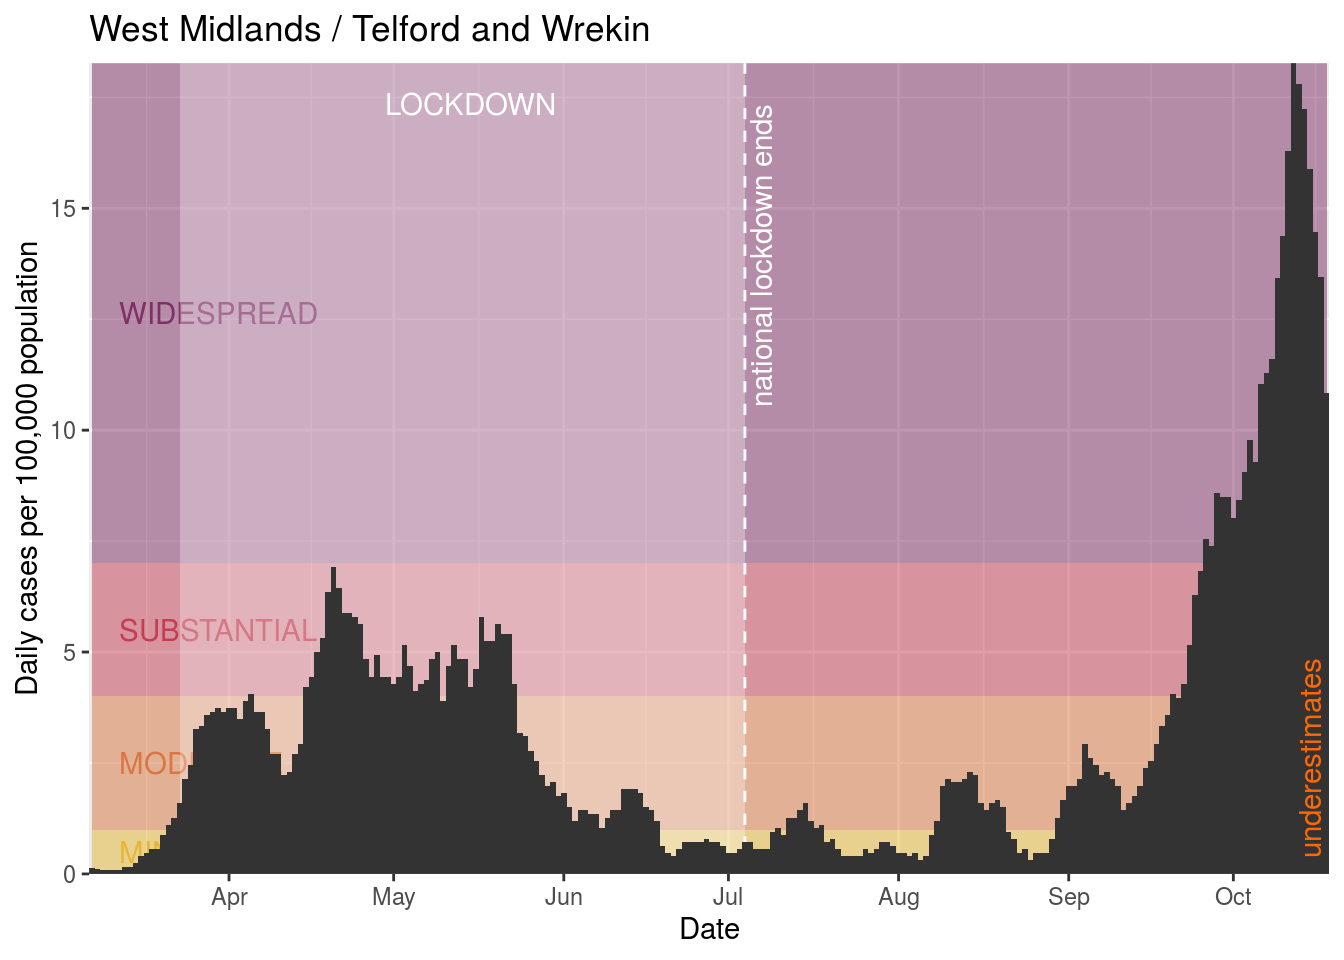 West Midlands / Telford and Wrekin
LOCKDOWN
national lockdown ends
WIDESPREAD
SUBSTANTIAL
underestimates
Daily cases per 100,000 population
15
10
5
0
Apr
May
Jun
Jul
Aug
Sep
Oct
Date